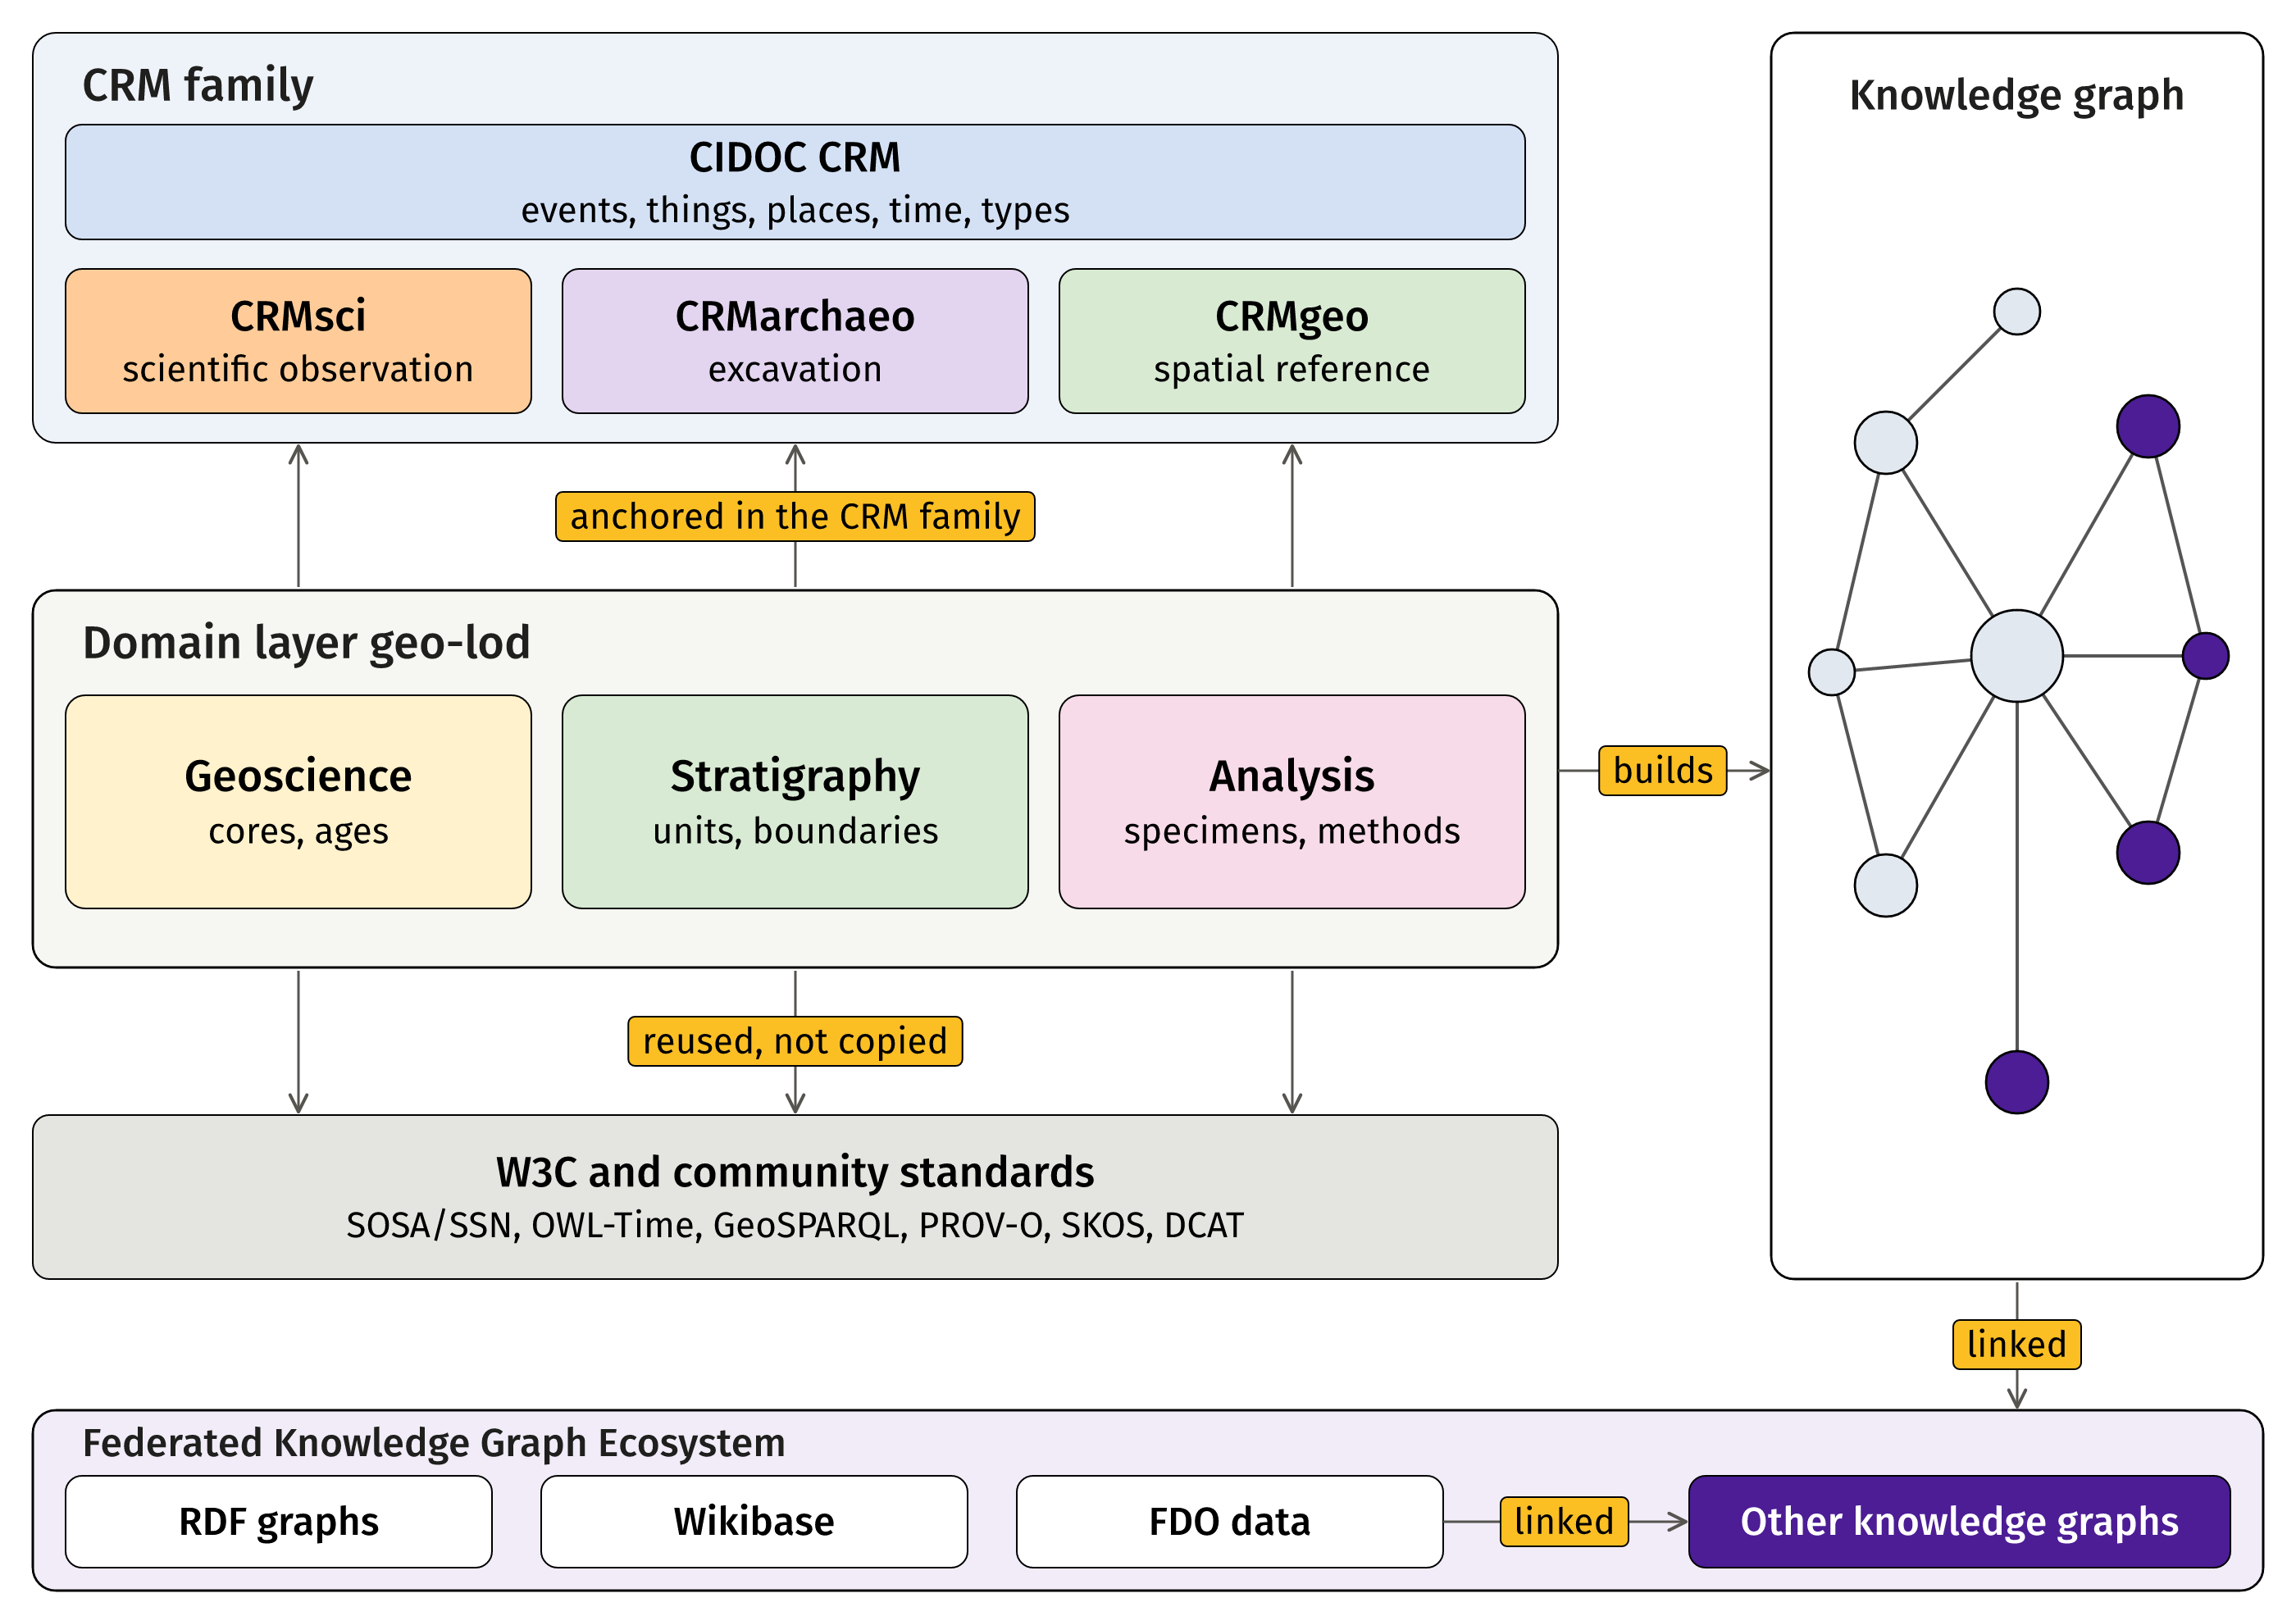 CRM family
CIDOC CRM
events, things, places, time, types
CRMsci
scientific observation
CRMarchaeo
excavation
CRMgeo
spatial reference
anchored in the CRM family
Domain layer geo-lod
Geoscience
cores, ages
Stratigraphy
units, boundaries
Analysis
specimens, methods
reused, not copied
W3C and community standards
SOSA/SSN, OWL-Time, GeoSPARQL, PROV-O, SKOS, DCAT
builds
Knowledge graph
linked
Federated Knowledge Graph Ecosystem
RDF graphs
Wikibase
FDO data
linked
Other knowledge graphs